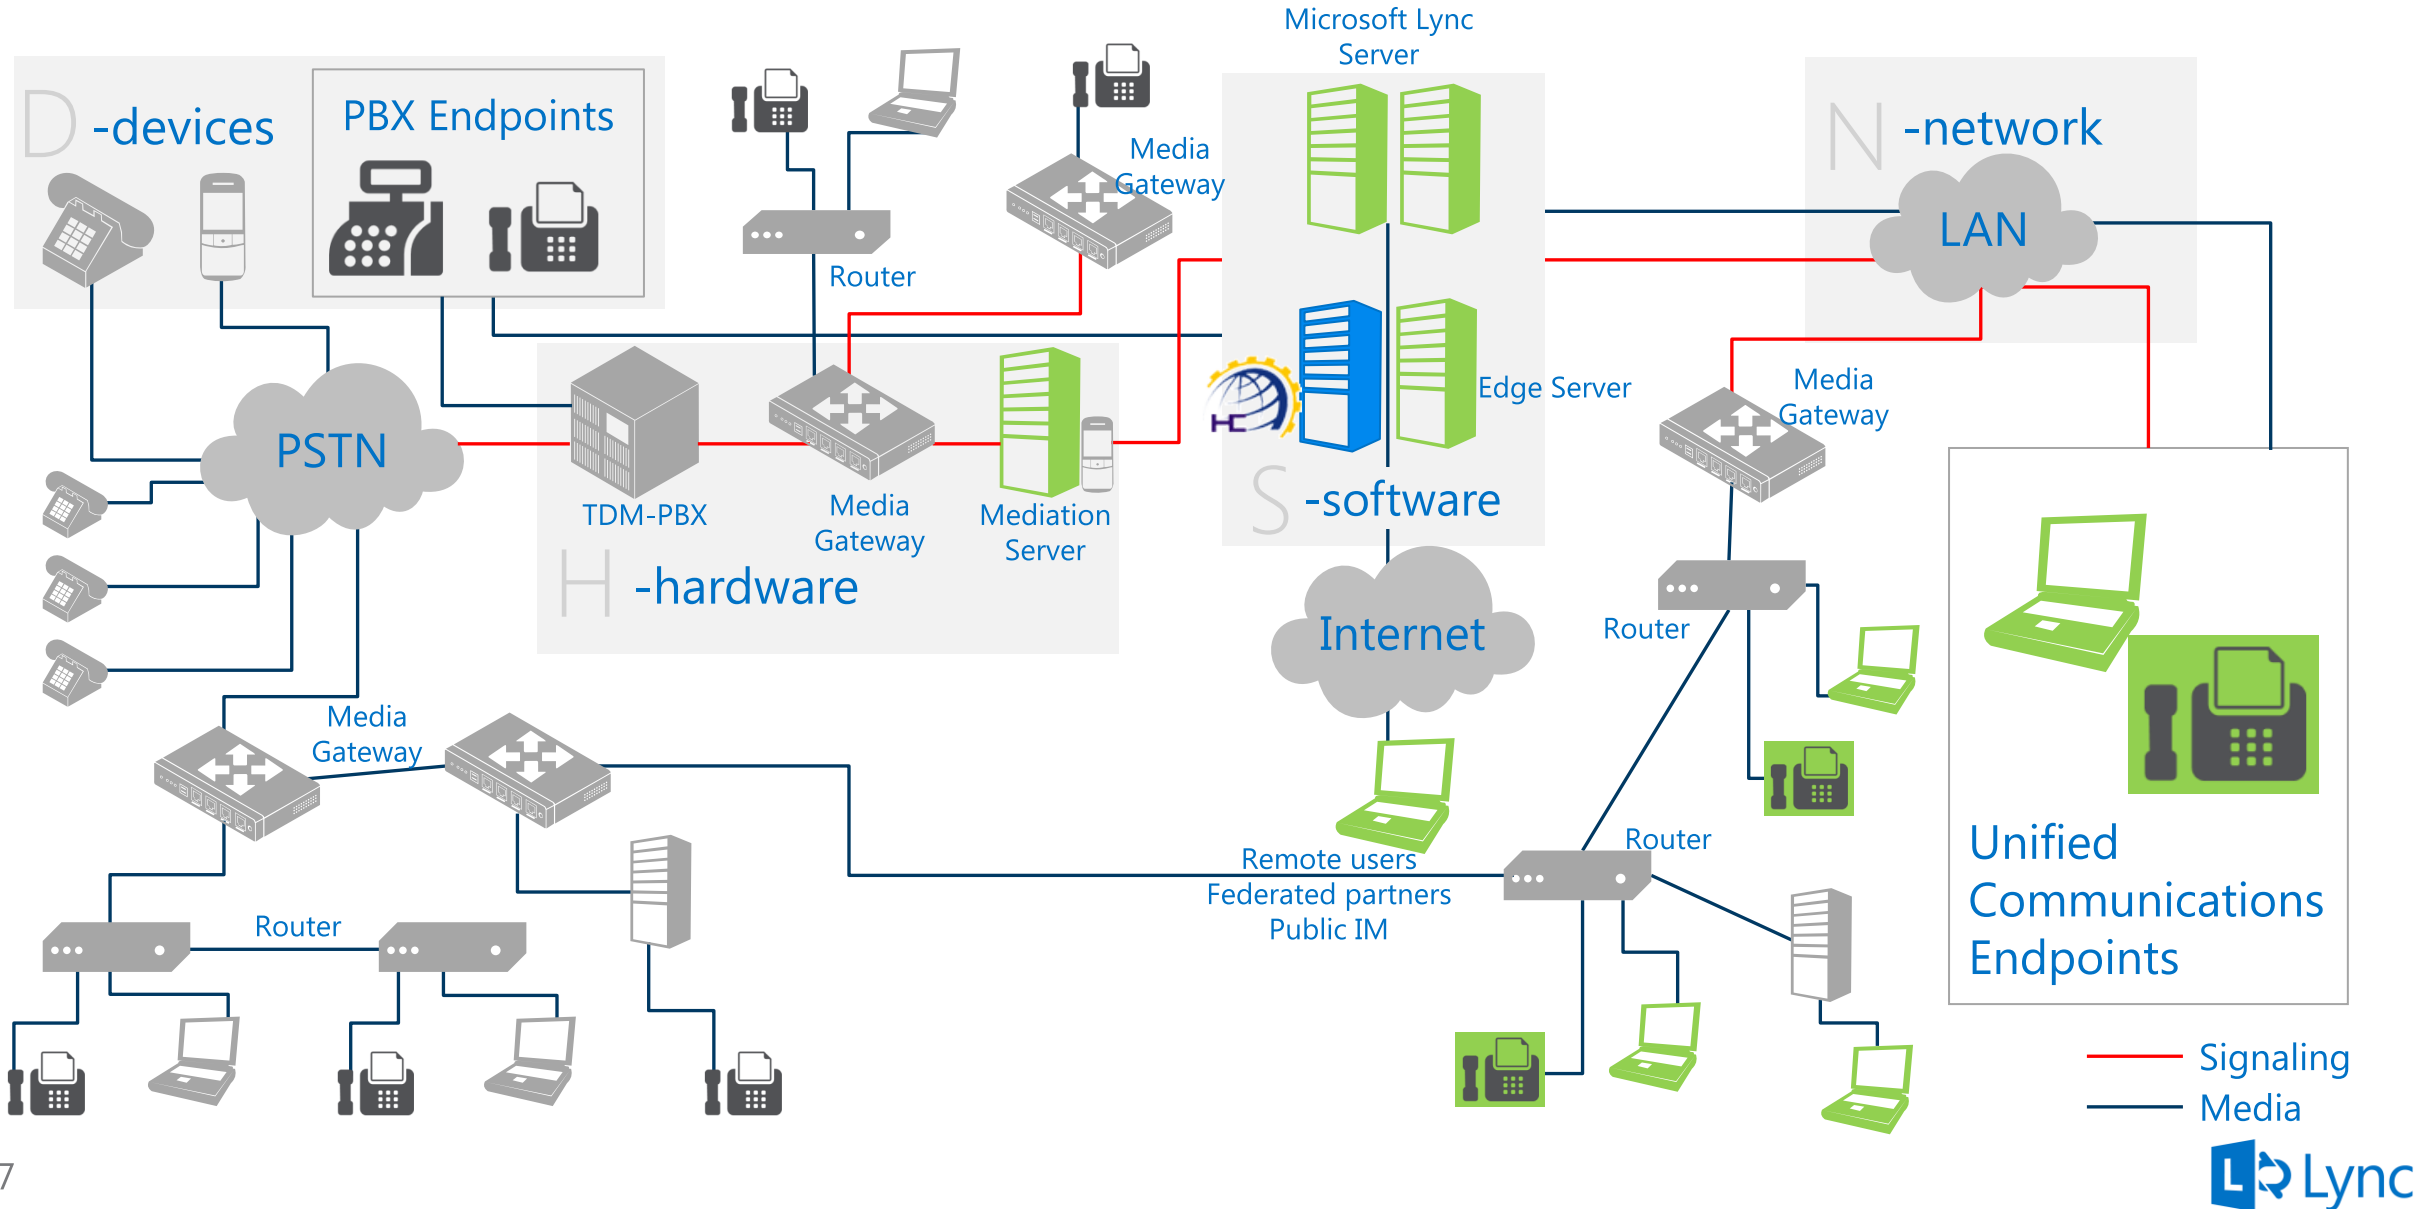 Microsoft Lync
Server
D -devices
PBX Endpoints
N -network
LAN
Media
Gateway
Router
PSTN
TDM-PBX
Media
Gateway
Mediation
Server
H -hardware
HC
Edge Server
S -software
Media
Gateway
Internet
Router
Media
Gateway
Router
Remote users
Federated partners
Public IM
Router
Unified
Communications
Endpoints
Signaling
Media
7
L Lync